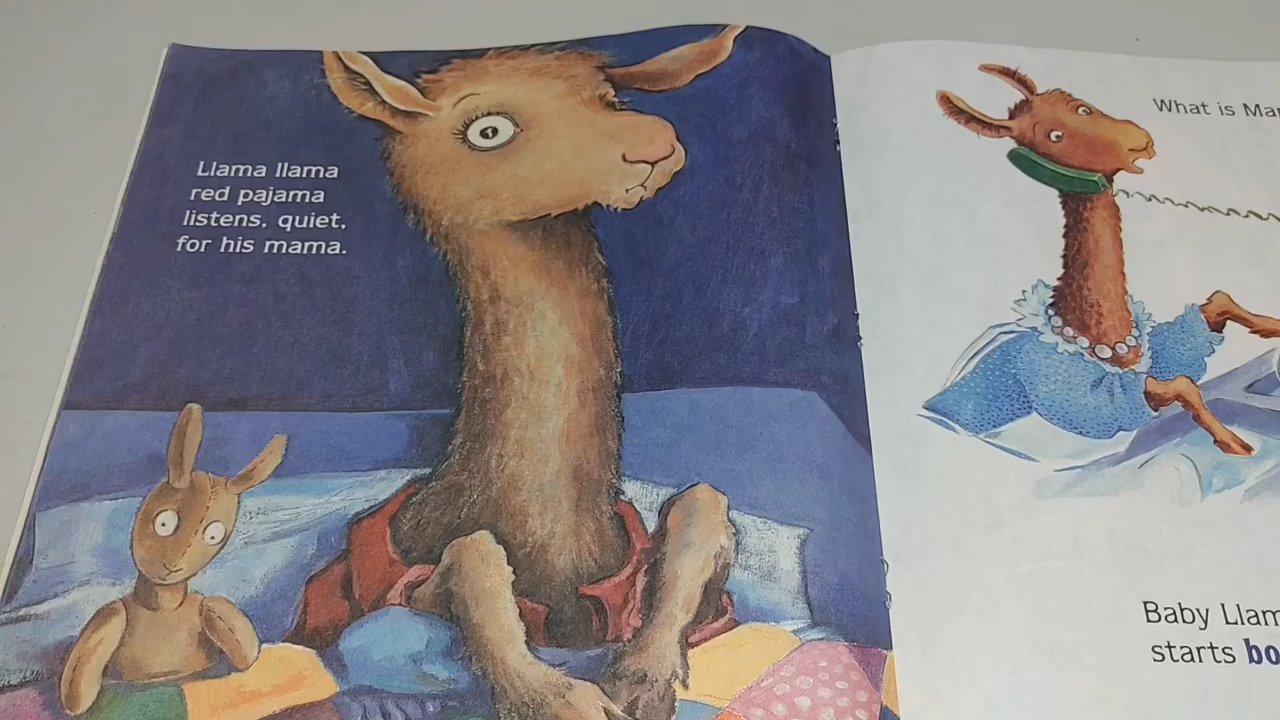 Llama llama
red pajama
listens, quiet,
for his mama.
What is
Baby
starts